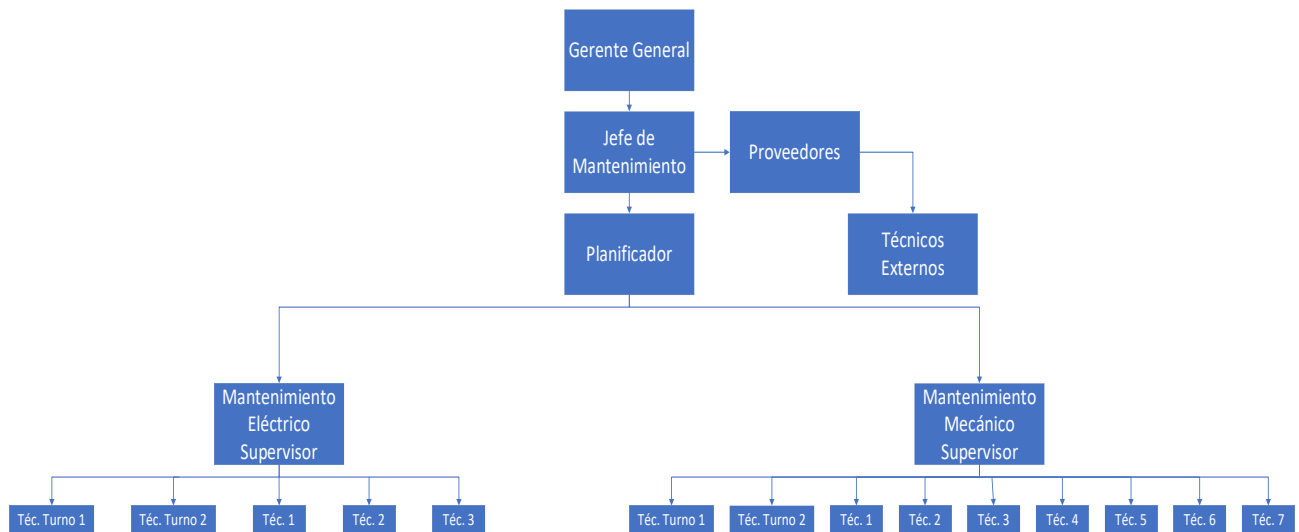 Gerente General
Jefe de
Mantenimiento
Proveedores
Planificador
Técnicos
Externos
Mantenimiento
Eléctrico
Supervisor
Mantenimiento
Mecánico
Supervisor
Téc. Turno 1
Téc. Turno 2
Téc. 1
Téc. 2
Téc. 3
Téc. Turno 1
Téc. Turno 2
Téc. 1
Téc. 2
Téc. 3
Téc. 4
Téc. 5
Téc. 6
Téc. 7